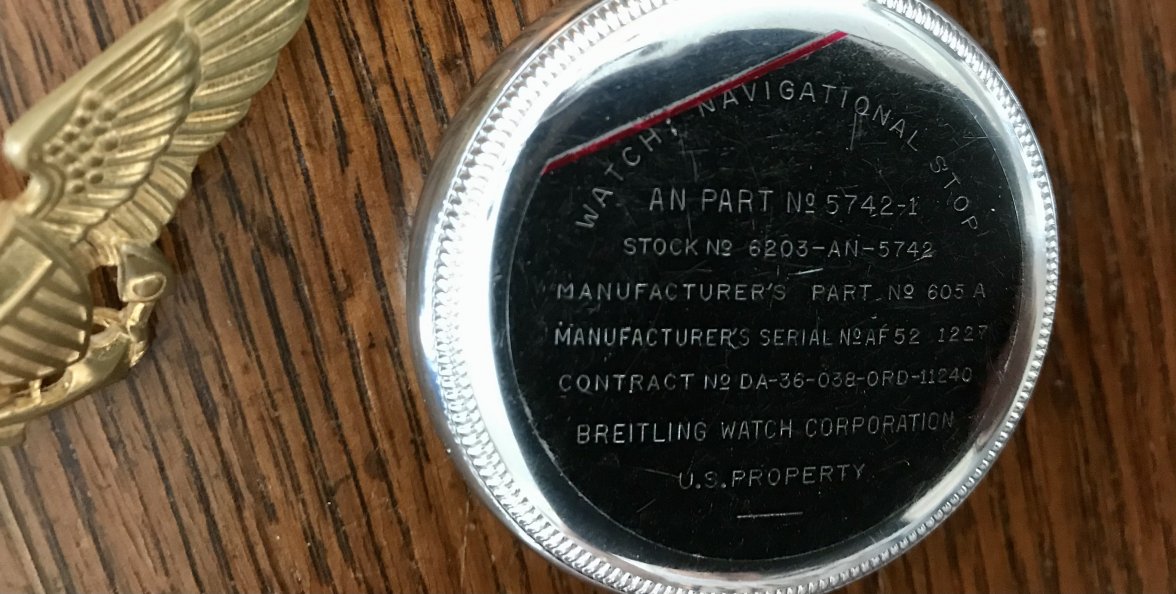 WATCH: NAVIGATIONAL STOP
AN PART Nº 5742-1
STOCK Nº 6203-AN-5742
MANUFACTURER'S PART Nº 605 A
MANUFACTURER'S SERIAL Nº AF 52 1227
CONTRACT Nº DA-36-038-ORD-11240
BREITLING WATCH CORPORATION
U.S. PROPERTY